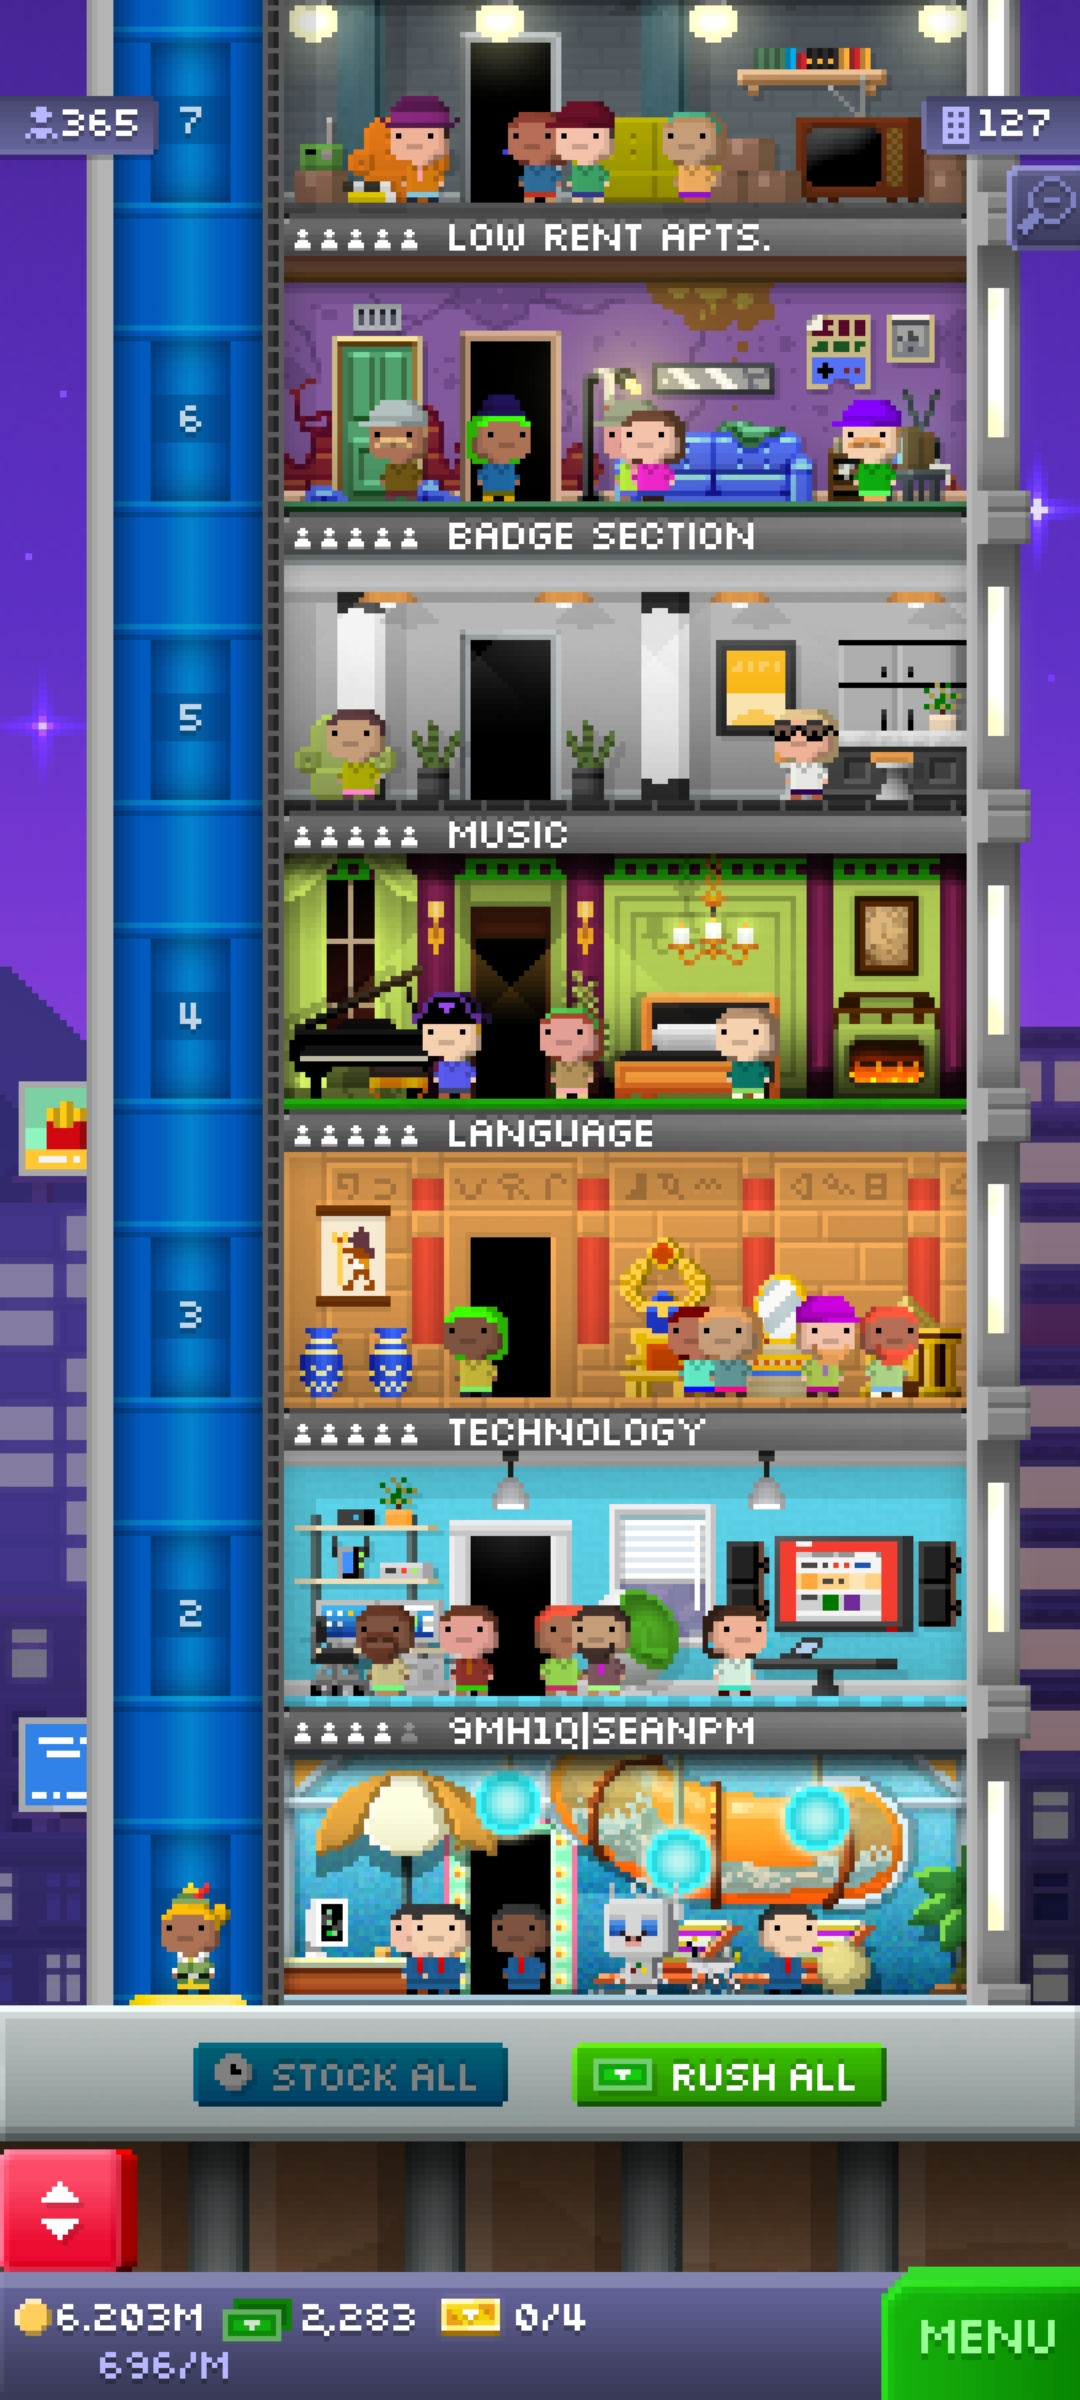 365
7
127
LOW RENT APTS.
6
BADGE SECTION
5
MUSIC
4
LANGUAGE
3
TECHNOLOGY
2
9MH1Q|SEANPM
STOCK ALL
RUSH ALL
6.203M
2,283
0/4
696/M
MENU